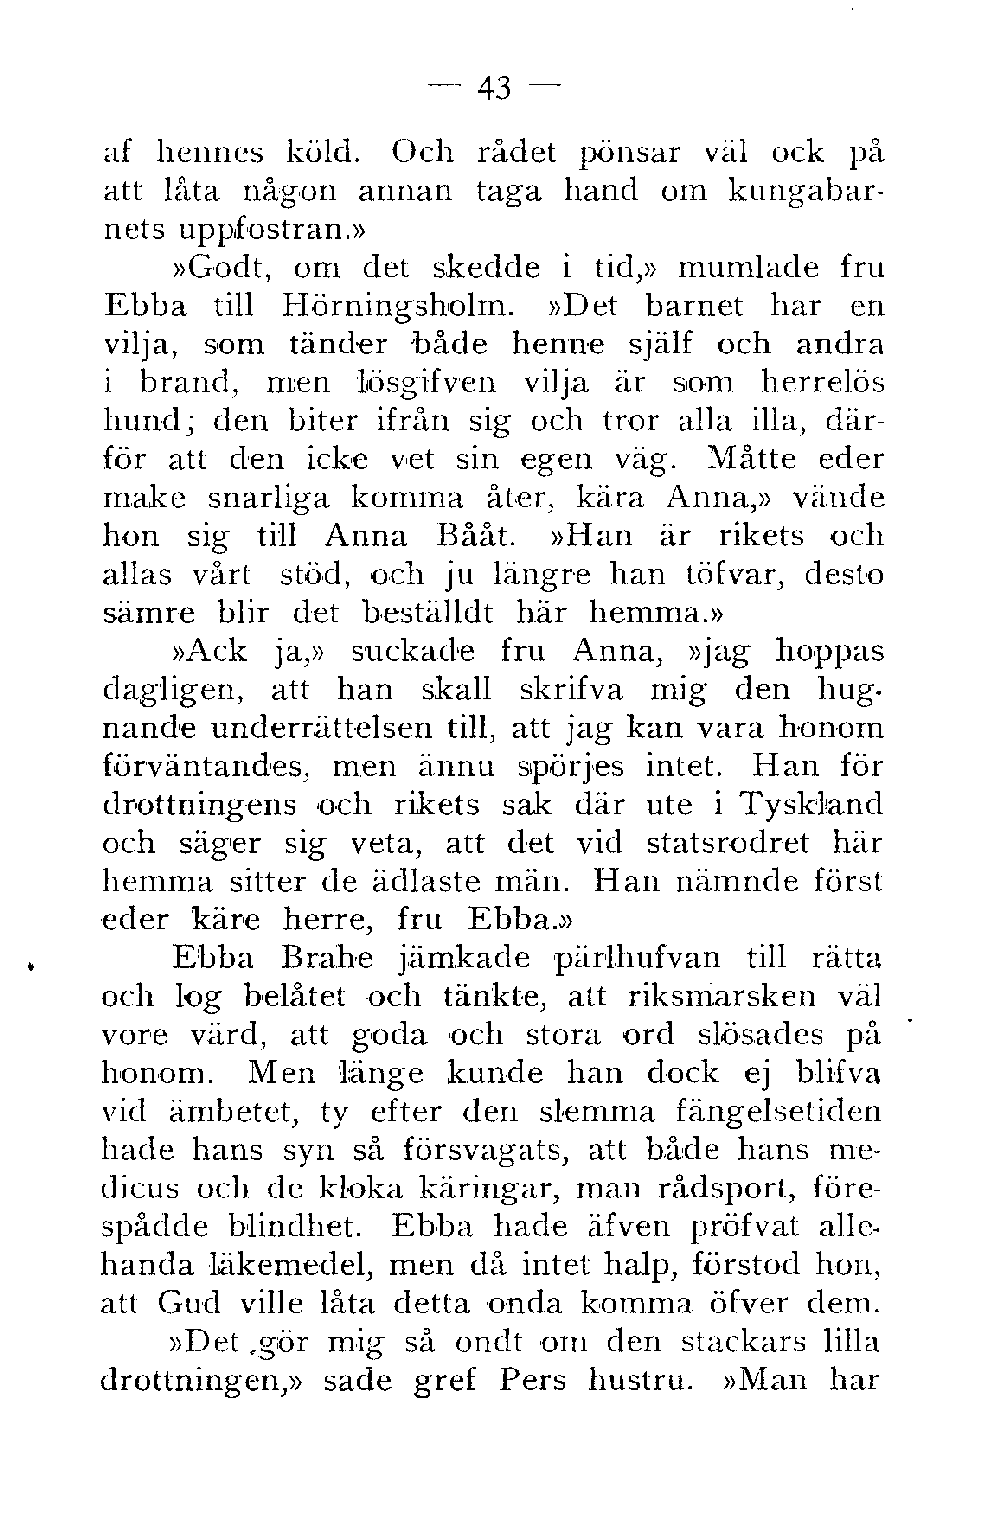 — 43 —
af hennes köld. Och rådet pönsar väl ock på
att låta någon annan taga hand om kungabar-
nets uppfostran.»
»Godt, om det skedde i tid,» mumlade fru
Ebba till Hörningsholm. »Det barnet har en
vilja, som tänder både henne själf och andra
i brand, men lösgifven vilja är som herrelös
hund; den biter ifrån sig och tror alla illa, där-
för att den icke vet sin egen väg. Måtte eder
make snarliga komma åter, kära Anna,» vände
hon sig till Anna Bååt. »Han är rikets och
allas vårt stöd, och ju längre han töfvar, desto
sämre blir det beställdt här hemma.»
»Ack ja,» suckade fru Anna, »jag hoppas
dagligen, att han skall skrifva mig den hug-
nande underrättelsen till, att jag kan vara honom
förväntandes, men ännu spörjes intet. Han för
drottningens och rikets sak där ute i Tyskland
och säger sig veta, att det vid statsrodret här
hemma sitter de ädlaste män. Han nämnde först
eder käre herre, fru Ebba.»
Ebba Brahe jämkade pärlhufvan till rätta
och log belåtet och tänkte, att riksmarsken väl
vore värd, att goda och stora ord slösades på
honom. Men länge kunde han dock ej blifva
vid ämbetet, ty efter den slemma fängelsetiden
hade hans syn så försvagats, att både hans me-
dicus och de kloka käringar, man rådsport, före-
spådde blindhet. Ebba hade äfven pröfvat alle-
handa läkemedel, men då intet halp, förstod hon,
att Gud ville låta detta onda komma öfver dem.
»Det gör mig så ondt om den stackars lilla
drottningen,» sade gref Pers hustru. »Man har